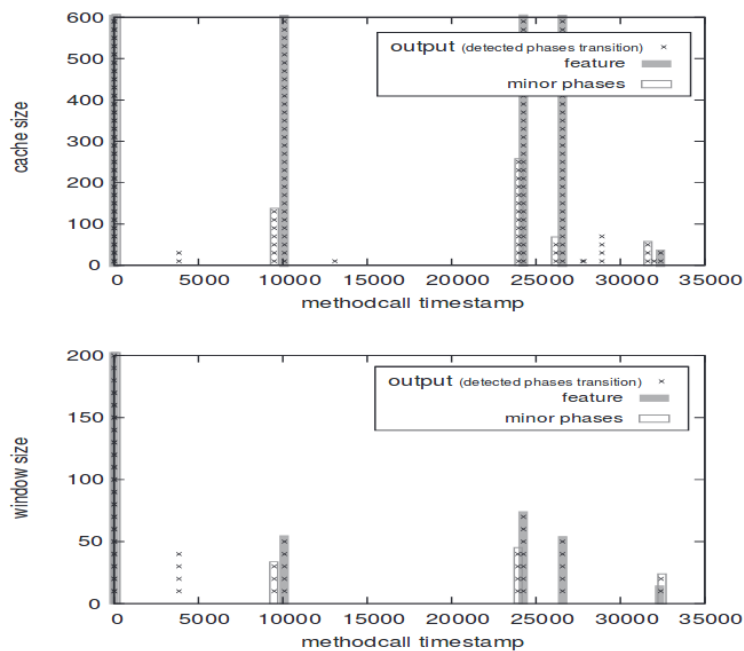 600
500
400
300
200
100
0
cache size
output (detected phases transition)
feature
minor phases
0 5000 10000 15000 20000 25000 30000 35000
methodcall timestamp
200
150
100
50
0
window size
output (detected phases transition)
feature
minor phases
0 5000 10000 15000 20000 25000 30000 35000
methodcall timestamp